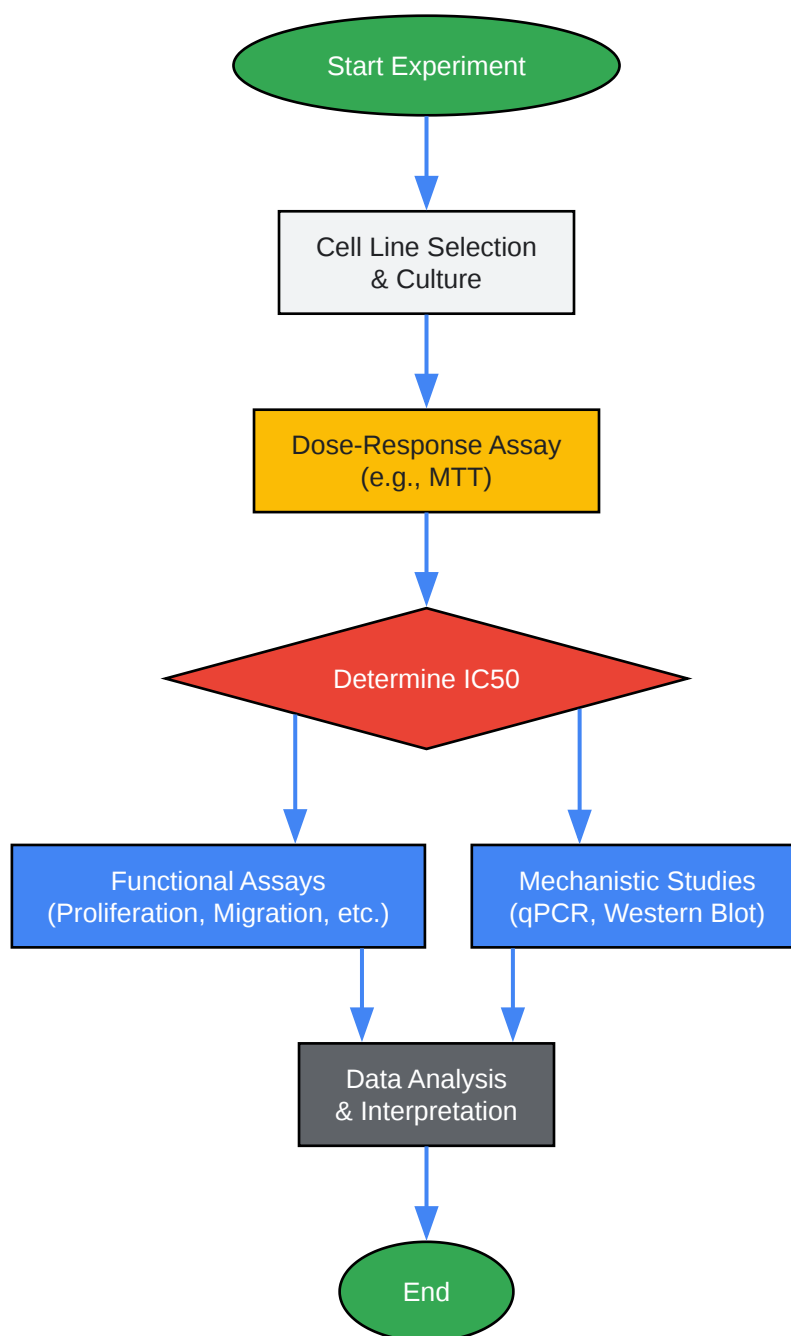 Start Experiment
Cell Line Selection
& Culture
Dose-Response Assay
(e.g., MTT)
Determine IC50
Functional Assays
(Proliferation, Migration, etc.)
Mechanistic Studies
(qPCR, Western Blot)
Data Analysis
& Interpretation
End